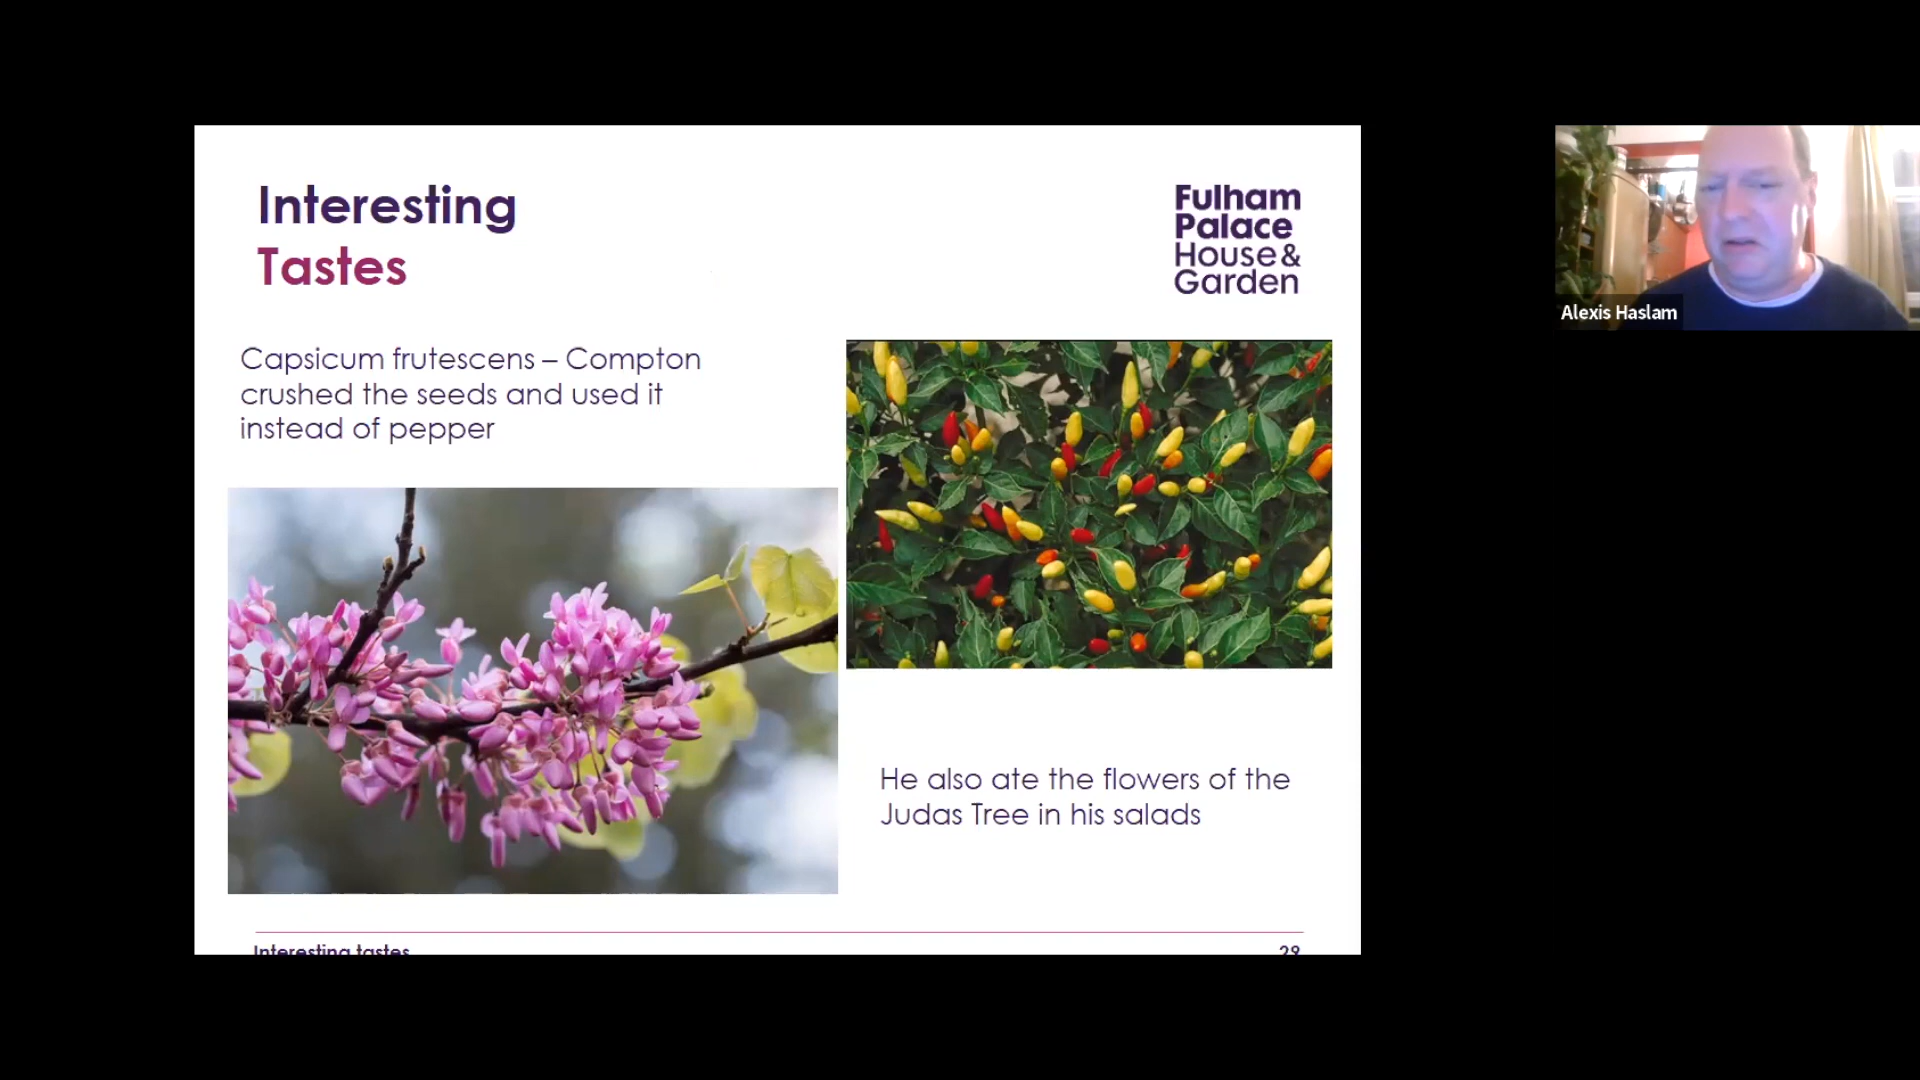 Interesting
Tastes
Fulham
Palace
House&
Garden
Alexis Haslam
Capsicum frutescens – Compton
crushed the seeds and used it
instead of pepper
He also ate the flowers of the
Judas Tree in his salads
Interesting tastes
29